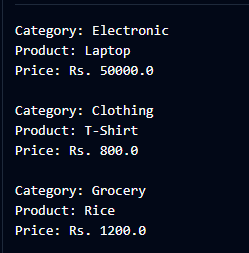 Category: Electronic
Product: Laptop
Price: Rs. 50000.0
Category: Clothing
Product: T-Shirt
Price: Rs. 800.0
Category: Grocery
Product: Rice
Price: Rs. 1200.0